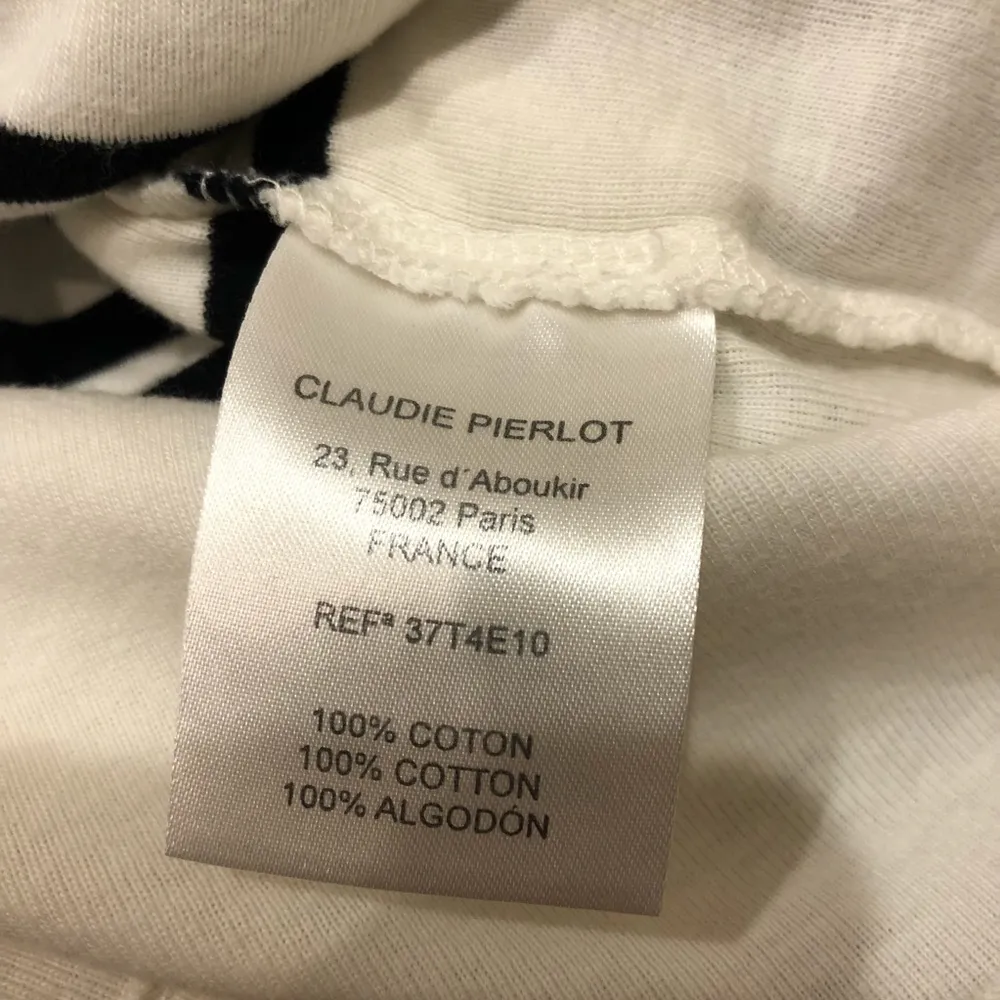 CLAUDIE PIERLOT
23, Rue d´Aboukir
75002 Paris
FRANCE
REFª 37T4E10
100% COTON
100% COTTON
100% ALGODÓN